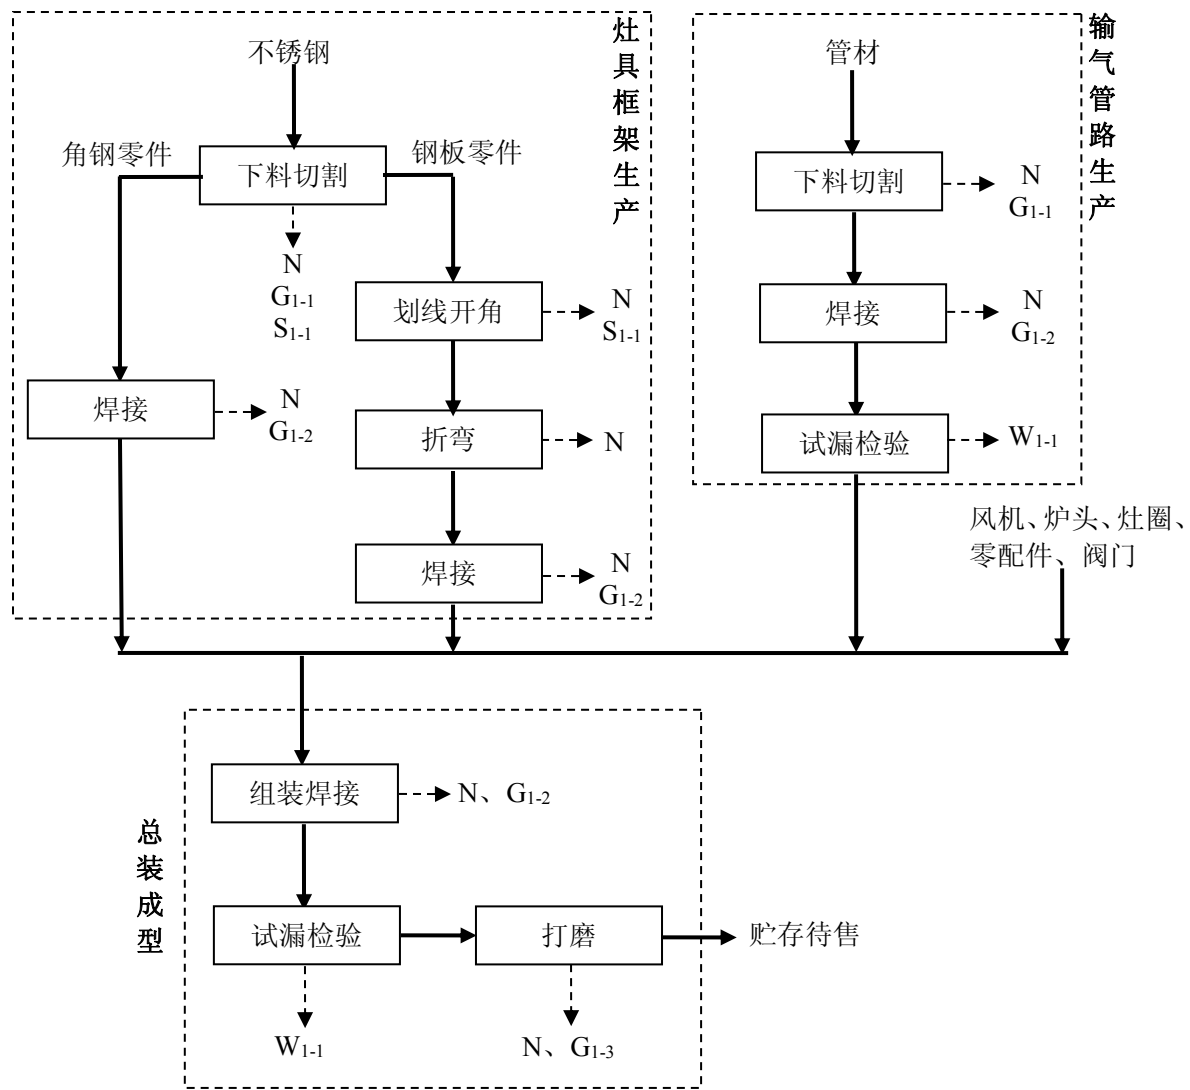 灶具框架生产
不锈钢
角钢零件
钢板零件
下料切割
N
G1-1
S1-1
划线开角
N
S1-1
焊接
N
G1-2
折弯
N
焊接
N
G1-2
输气管路生产
管材
下料切割
N
G1-1
焊接
N
G1-2
试漏检验
W1-1
风机、炉头、灶圈、
零配件、阀门
总装成型
组装焊接
N、G1-2
试漏检验
W1-1
打磨
N、G1-3
贮存待售